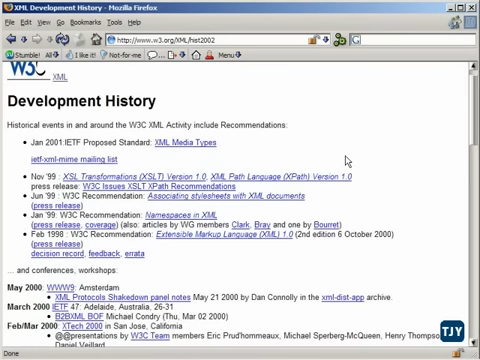 XML Development History - Mozilla Firefox
File Edit View Go Bookmarks Tools Help
http://www.w3.org/XML/hist2002
Stumble! All I like it! Not-for-me Menu
W3C XML
Development History
Historical events in and around the W3C XML Activity include Recommendations:
Jan 2001:IETF Proposed Standard: XML Media Types
ietf-xml-mime mailing list
Nov '99 : XSL Transformations (XSLT) Version 1.0, XML Path Language (XPath) Version 1.0
press release: W3C Issues XSLT XPath Recommendations
Jun '99 : W3C Recommendation: Associating stylesheets with XML documents
(press release)
Jan '99: W3C Recommendation: Namespaces in XML
(press release, coverage) (also: articles by WG members Clark, Bray and one by Bourret)
Feb 1998 : W3C Recommendation: Extensible Markup Language (XML) 1.0 (2nd edition 6 October 2000)
(press release)
decision record, feedback, errata
... and conferences, workshops:
May 2000: WWW9: Amsterdam
XML Protocols Shakedown panel notes May 21 2000 by Dan Connolly in the xml-dist-app archive.
March 2000 IETF 47: Adelaide, Australia, 26-31
B2BXML BOF Michael Condry (Thu, Mar 02 2000)
Feb/Mar 2000: XTech 2000 in San Jose, California
@@presentations by W3C Team members Eric Prud'hommeaux, Michael Sperberg-McQueen, Henry Thompson,
Daniel Veillard
Done
TJY